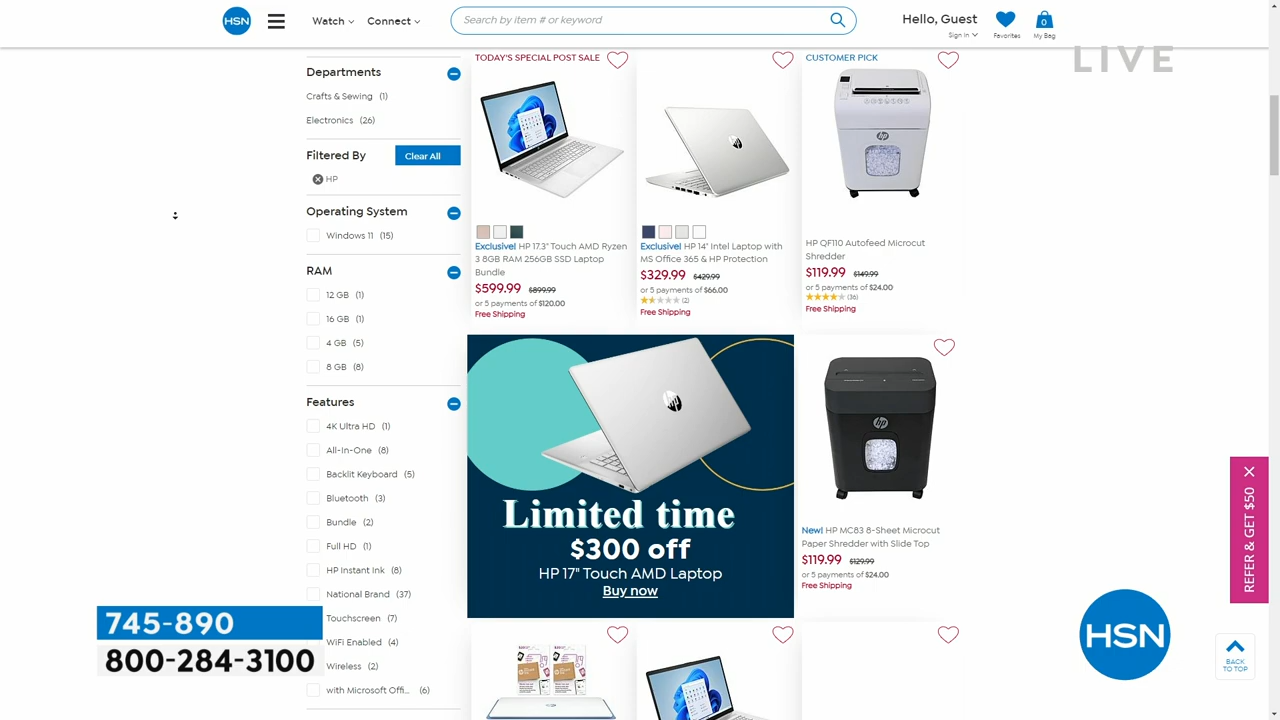 HSN
Watch
Connect
Search by item # or keyword
Hello, Guest
Sign In
Favorites
0
My Bag
LIVE
Departments
Crafts & Sewing (1)
Electronics (26)
Filtered By
Clear All
HP
Operating System
Windows 11 (15)
RAM
12 GB (1)
16 GB (1)
4 GB (5)
8 GB (8)
Features
4K Ultra HD (1)
All-In-One (8)
Backlit Keyboard (5)
Bluetooth (3)
Bundle (2)
Full HD (1)
HP Instant Ink (8)
National Brand (37)
Touchscreen (7)
WiFi Enabled (4)
Wireless (2)
with Microsoft Offi... (6)
TODAY'S SPECIAL POST SALE
Exclusive! HP 17.3" Touch AMD Ryzen
3 8GB RAM 256GB SSD Laptop
Bundle
$599.99 $899.99
or 5 payments of $120.00
Free Shipping
hp
Exclusive! HP 14" Intel Laptop with
MS Office 365 & HP Protection
$329.99 $429.99
or 5 payments of $66.00
(2)
Free Shipping
CUSTOMER PICK
hp
HP QF110 Autofeed Microcut
Shredder
$119.99 $149.99
or 5 payments of $24.00
(36)
Free Shipping
hp
Limited time
$300 off
HP 17" Touch AMD Laptop
Buy now
hp
New! HP MC83 8-Sheet Microcut
Paper Shredder with Slide Top
$119.99 $129.99
or 5 payments of $24.00
Free Shipping
REFER & GET $50
745-890
800-284-3100
HSN
BACK
TO TOP